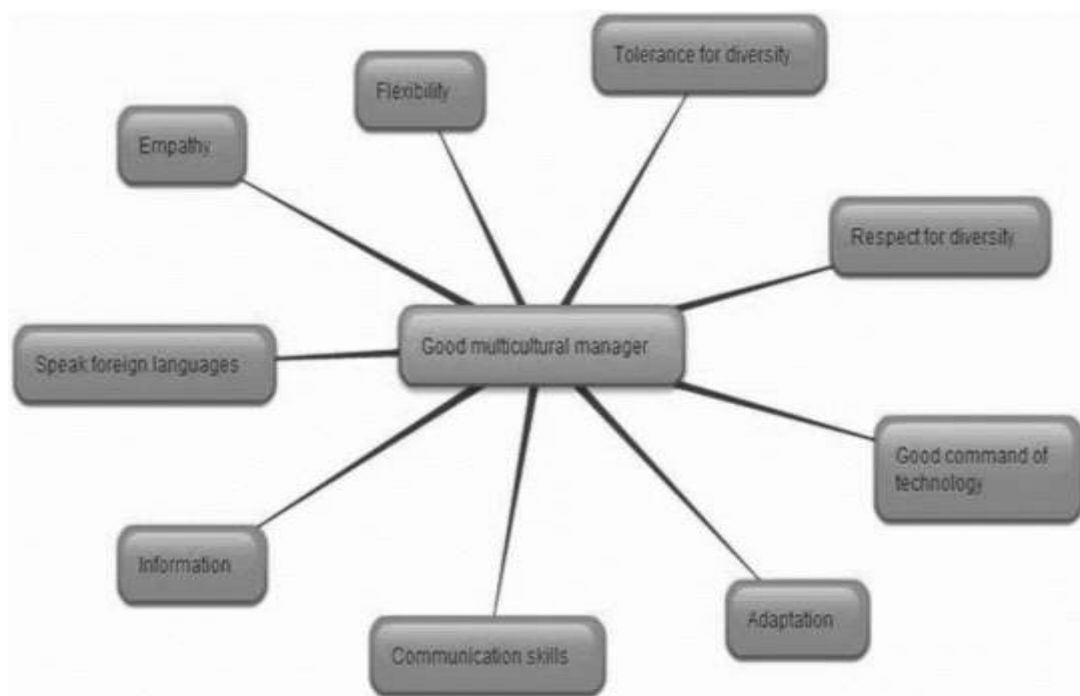 Tolerance for diversity
Flexibility
Empathy
Respect for diversity
Good multicultural manager
Speak foreign languages
Good command of
technology
Information
Adaptation
Communication skills